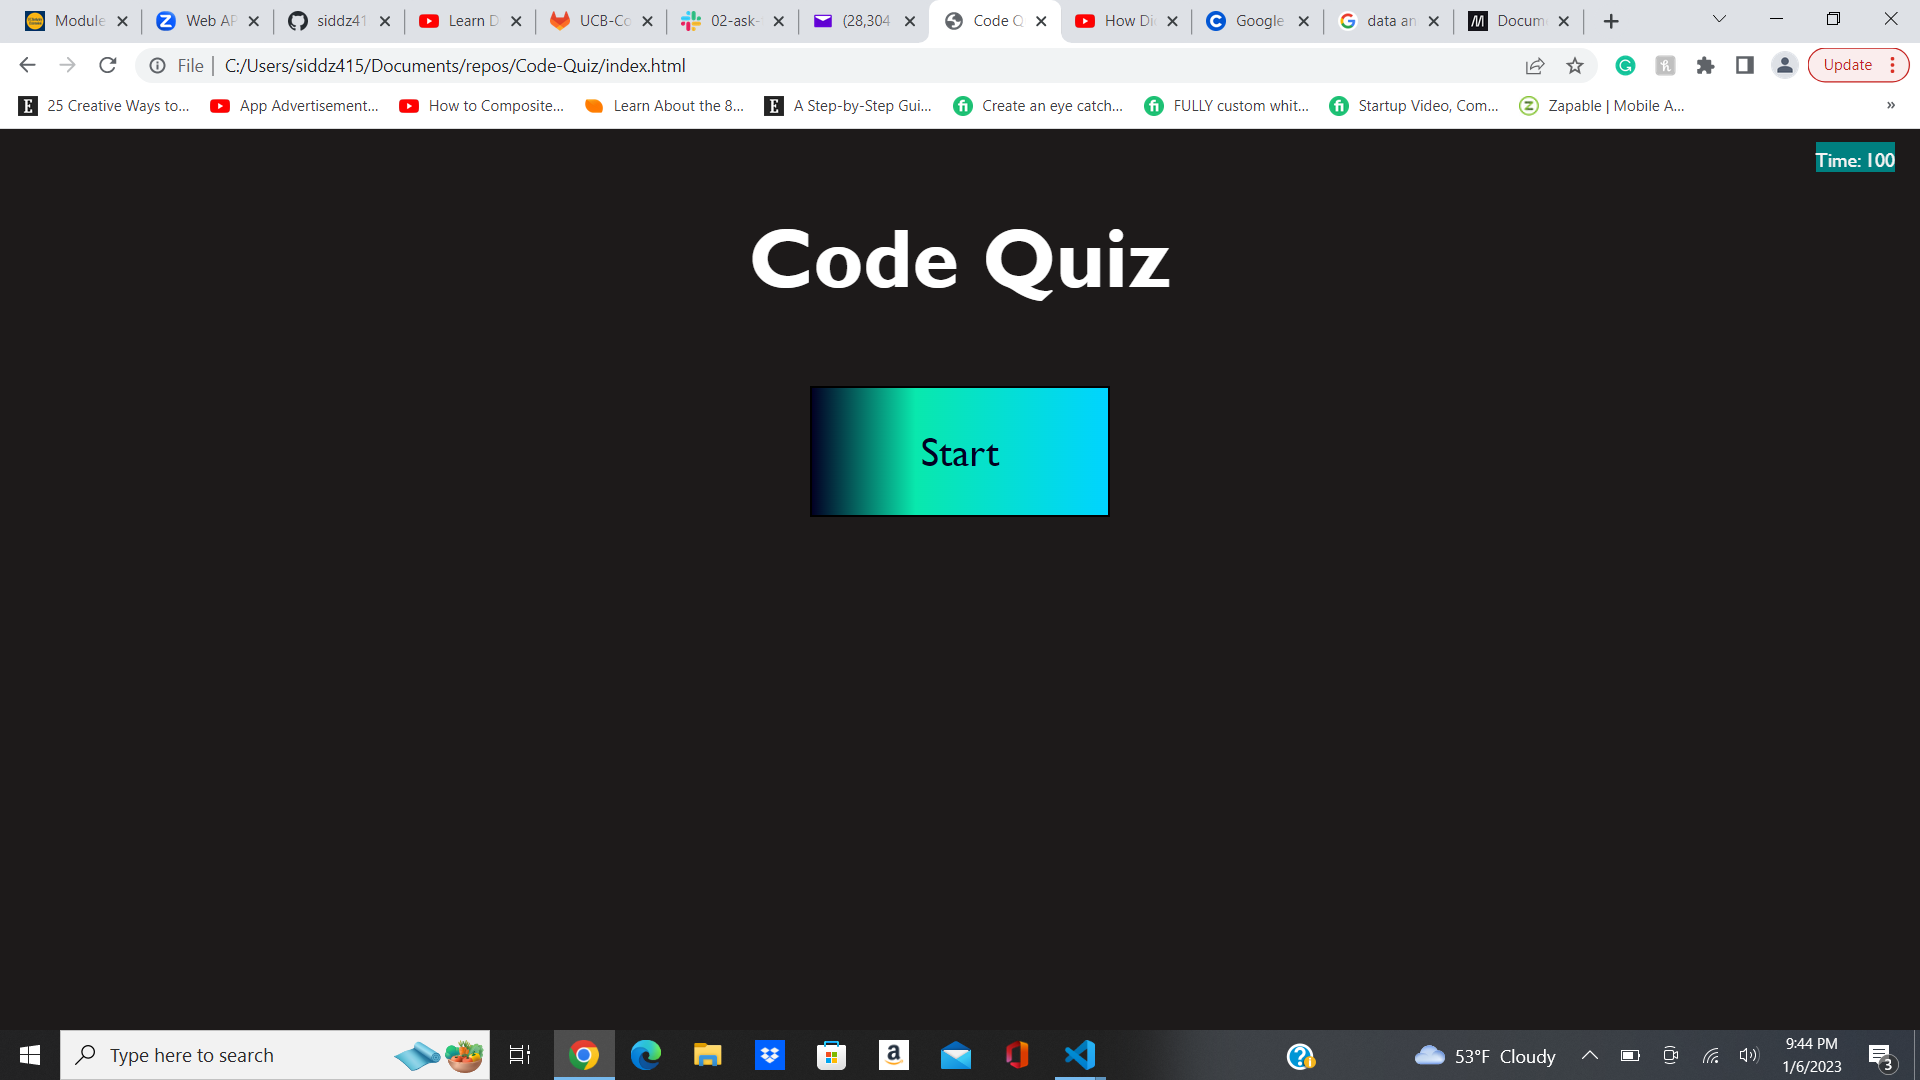 Module
Web AP
siddz41
Learn D
UCB-Co
02-ask-
(28,304
Code Q
How Di
Google
data an
Docum
File
C:/Users/siddz415/Documents/repos/Code-Quiz/index.html
Update
25 Creative Ways to...
App Advertisement...
How to Composite...
Learn About the 8...
A Step-by-Step Gui...
Create an eye catch...
FULLY custom whit...
Startup Video, Com...
Zapable | Mobile A...
»
Time: 100
Code Quiz
Start
Type here to search
53°F Cloudy
9:44 PM
1/6/2023
3